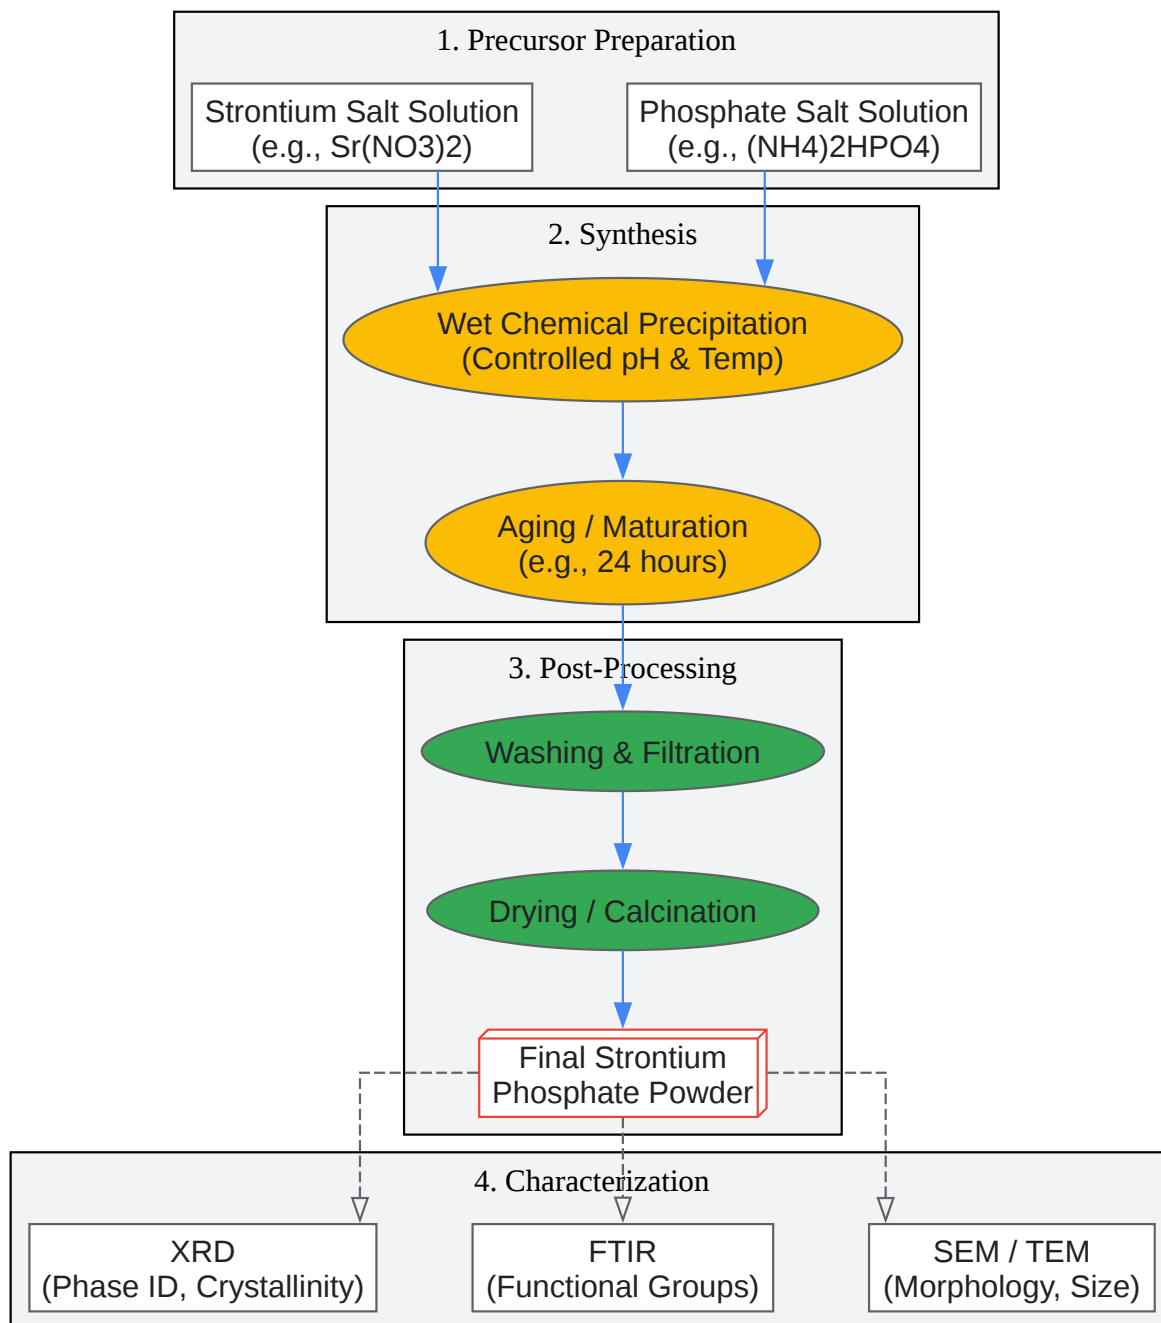 1. Precursor Preparation
Strontium Salt Solution
(e.g., Sr(NO3)2)
Phosphate Salt Solution
(e.g., (NH4)2HPO4)
2. Synthesis
Wet Chemical Precipitation
(Controlled pH & Temp)
Aging / Maturation
(e.g., 24 hours)
3. Post-Processing
Washing & Filtration
Drying / Calcination
Final Strontium
Phosphate Powder
4. Characterization
XRD
(Phase ID, Crystallinity)
FTIR
(Functional Groups)
SEM / TEM
(Morphology, Size)